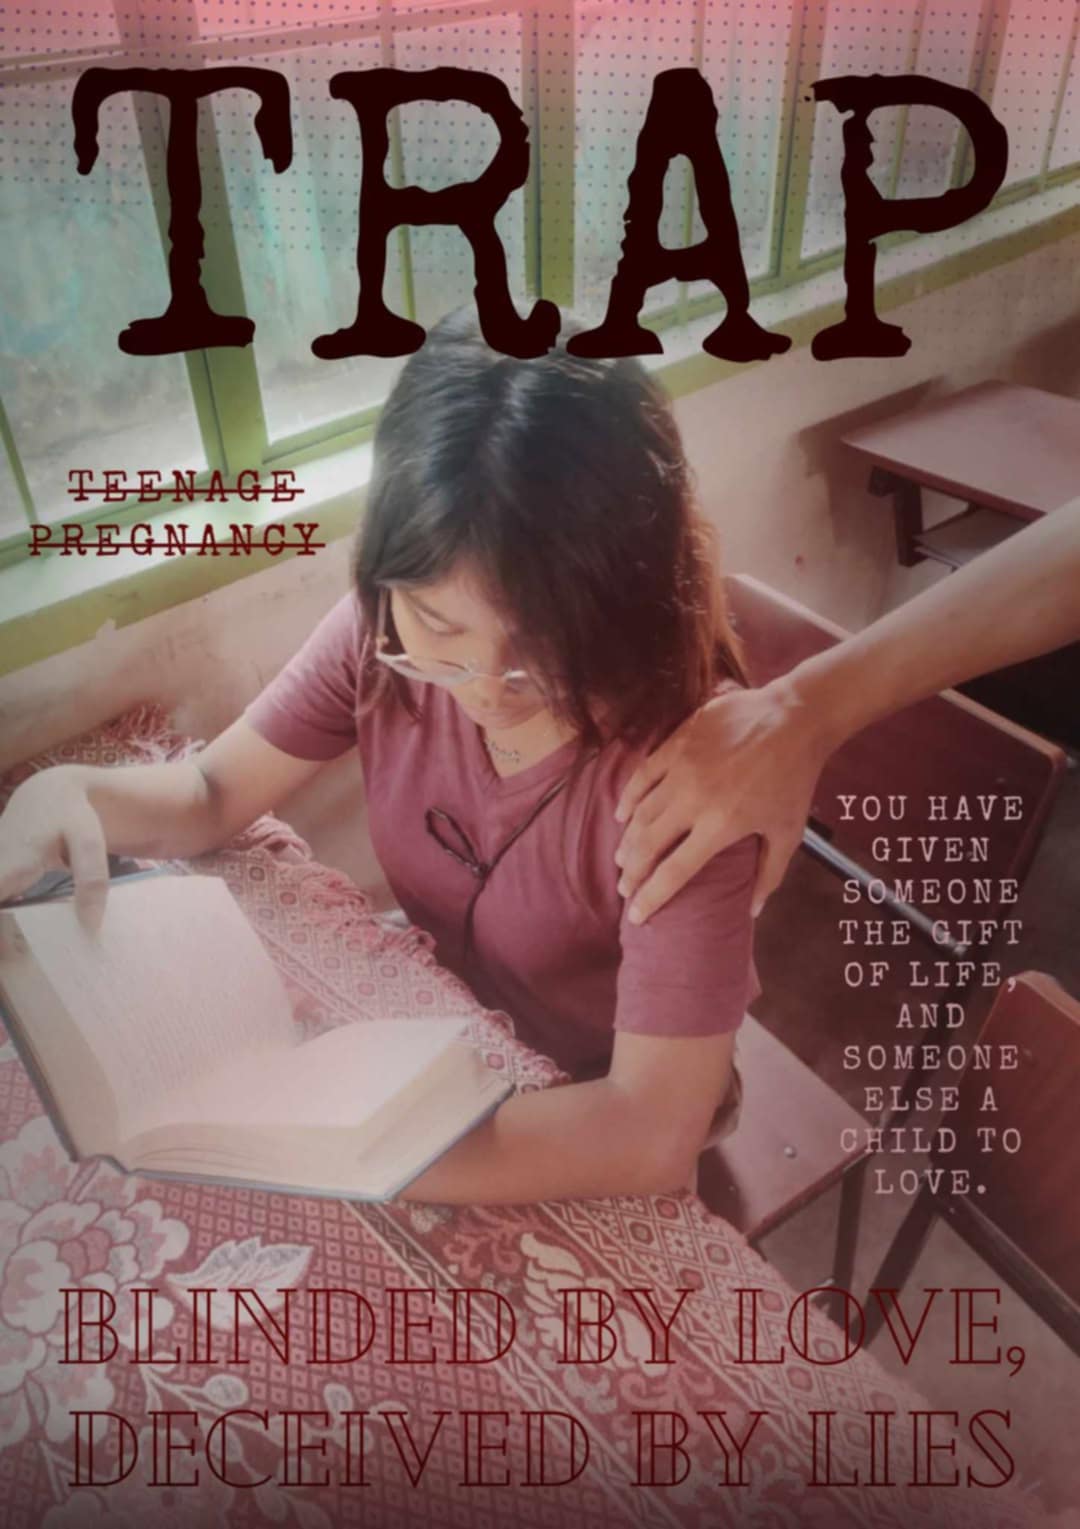 TRAP
TEENAGE
PREGNANCY
YOU HAVE
GIVEN
SOMEONE
THE GIFT
OF LIFE,
AND
SOMEONE
ELSE A
CHILD TO
LOVE.
BLINDED BY LOVE,
DECEIVED BY LIES